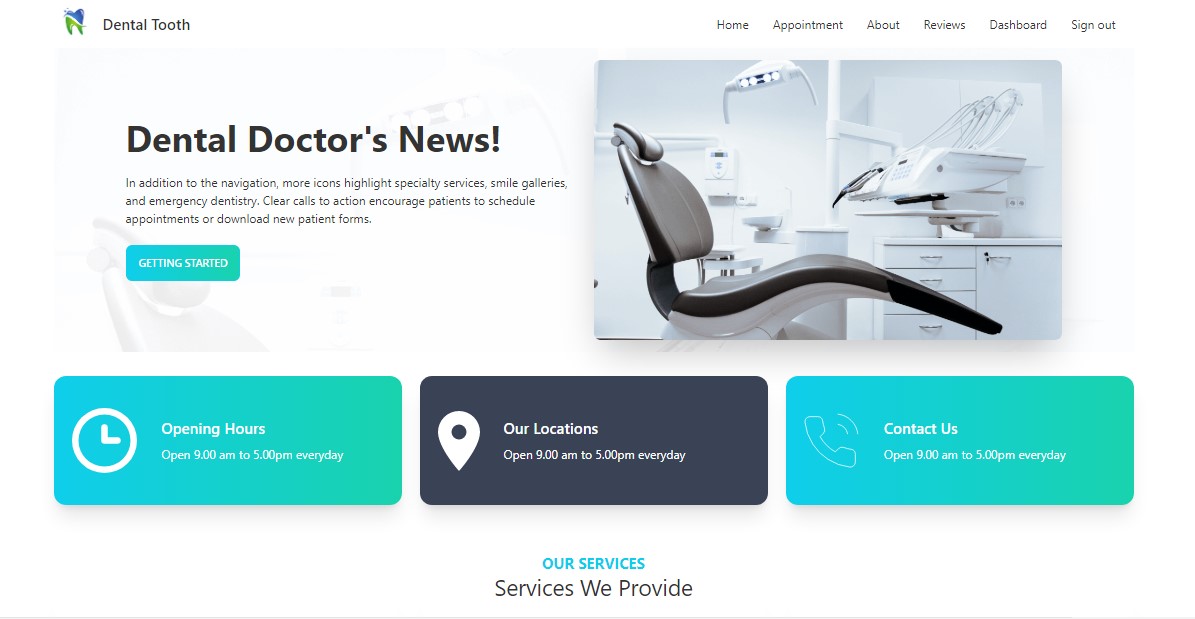 Dental Tooth
Home
Appointment
About
Reviews
Dashboard
Sign out
Dental Doctor's News!
In addition to the navigation, more icons highlight specialty services, smile galleries,
and emergency dentistry. Clear calls to action encourage patients to schedule
appointments or download new patient forms.
GETTING STARTED
Opening Hours
Open 9.00 am to 5.00pm everyday
Our Locations
Open 9.00 am to 5.00pm everyday
Contact Us
Open 9.00 am to 5.00pm everyday
OUR SERVICES
Services We Provide